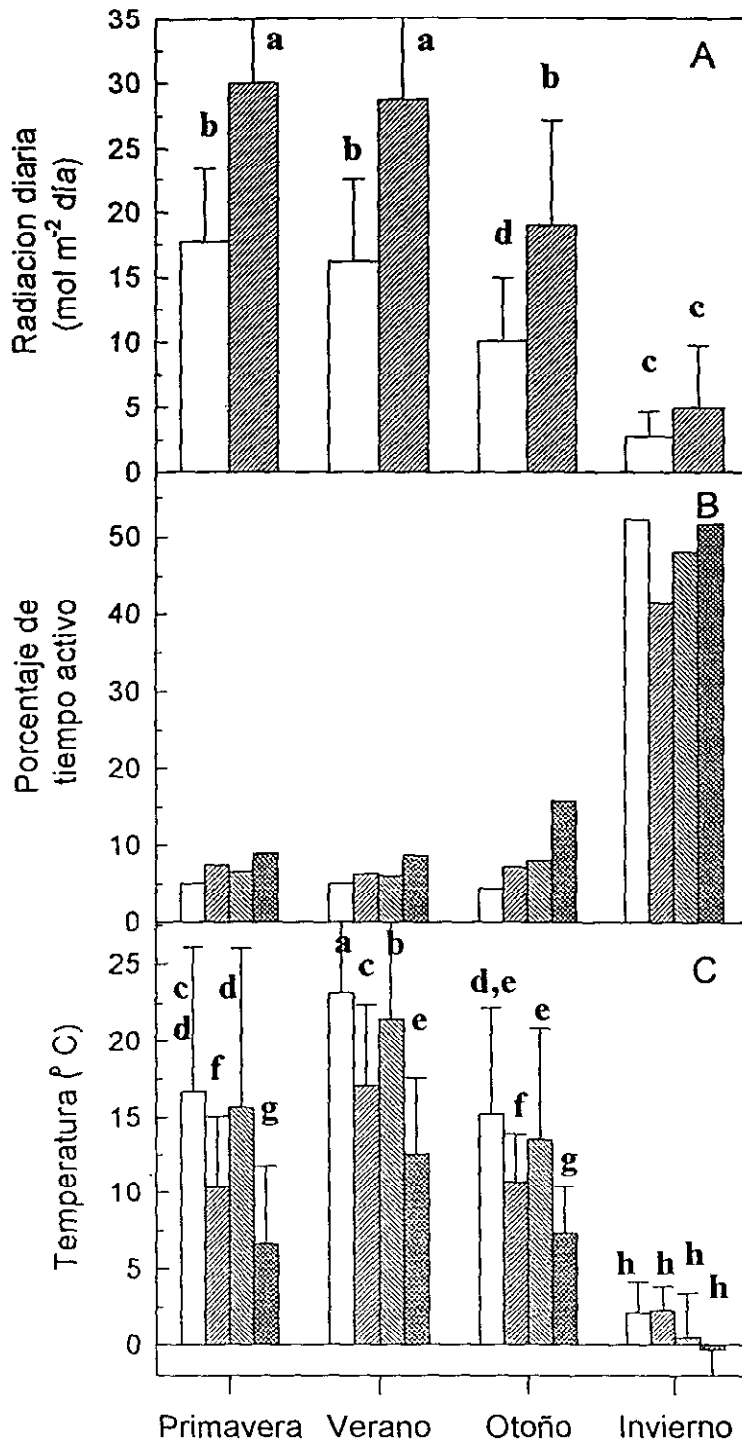 35
30
25
20
15
10
5
0
Radiacion diaria
(mol m⁻² día)
A
b
a
b
a
d
b
c
c
50
40
30
20
10
0
Porcentaje de
tiempo activo
B
25
20
15
10
5
0
Temperatura (º C)
C
c
d
f
d
g
a
c
b
e
d,e
f
e
g
h
h
h
h
Primavera Verano Otoño Invierno